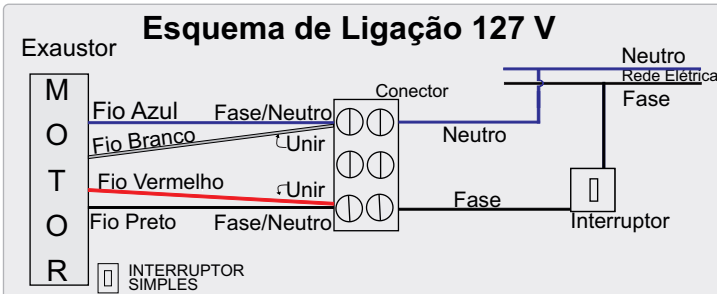 Esquema de Ligação 127 V
Exaustor
M
O
T
O
R
Fio Azul
Fase/Neutro
Conector
Neutro
Rede Elétrica
Fase
Fio Branco
Unir
Neutro
Fio Vermelho
Unir
Fase
Fio Preto
Fase/Neutro
Interruptor
INTERRUPTOR
SIMPLES